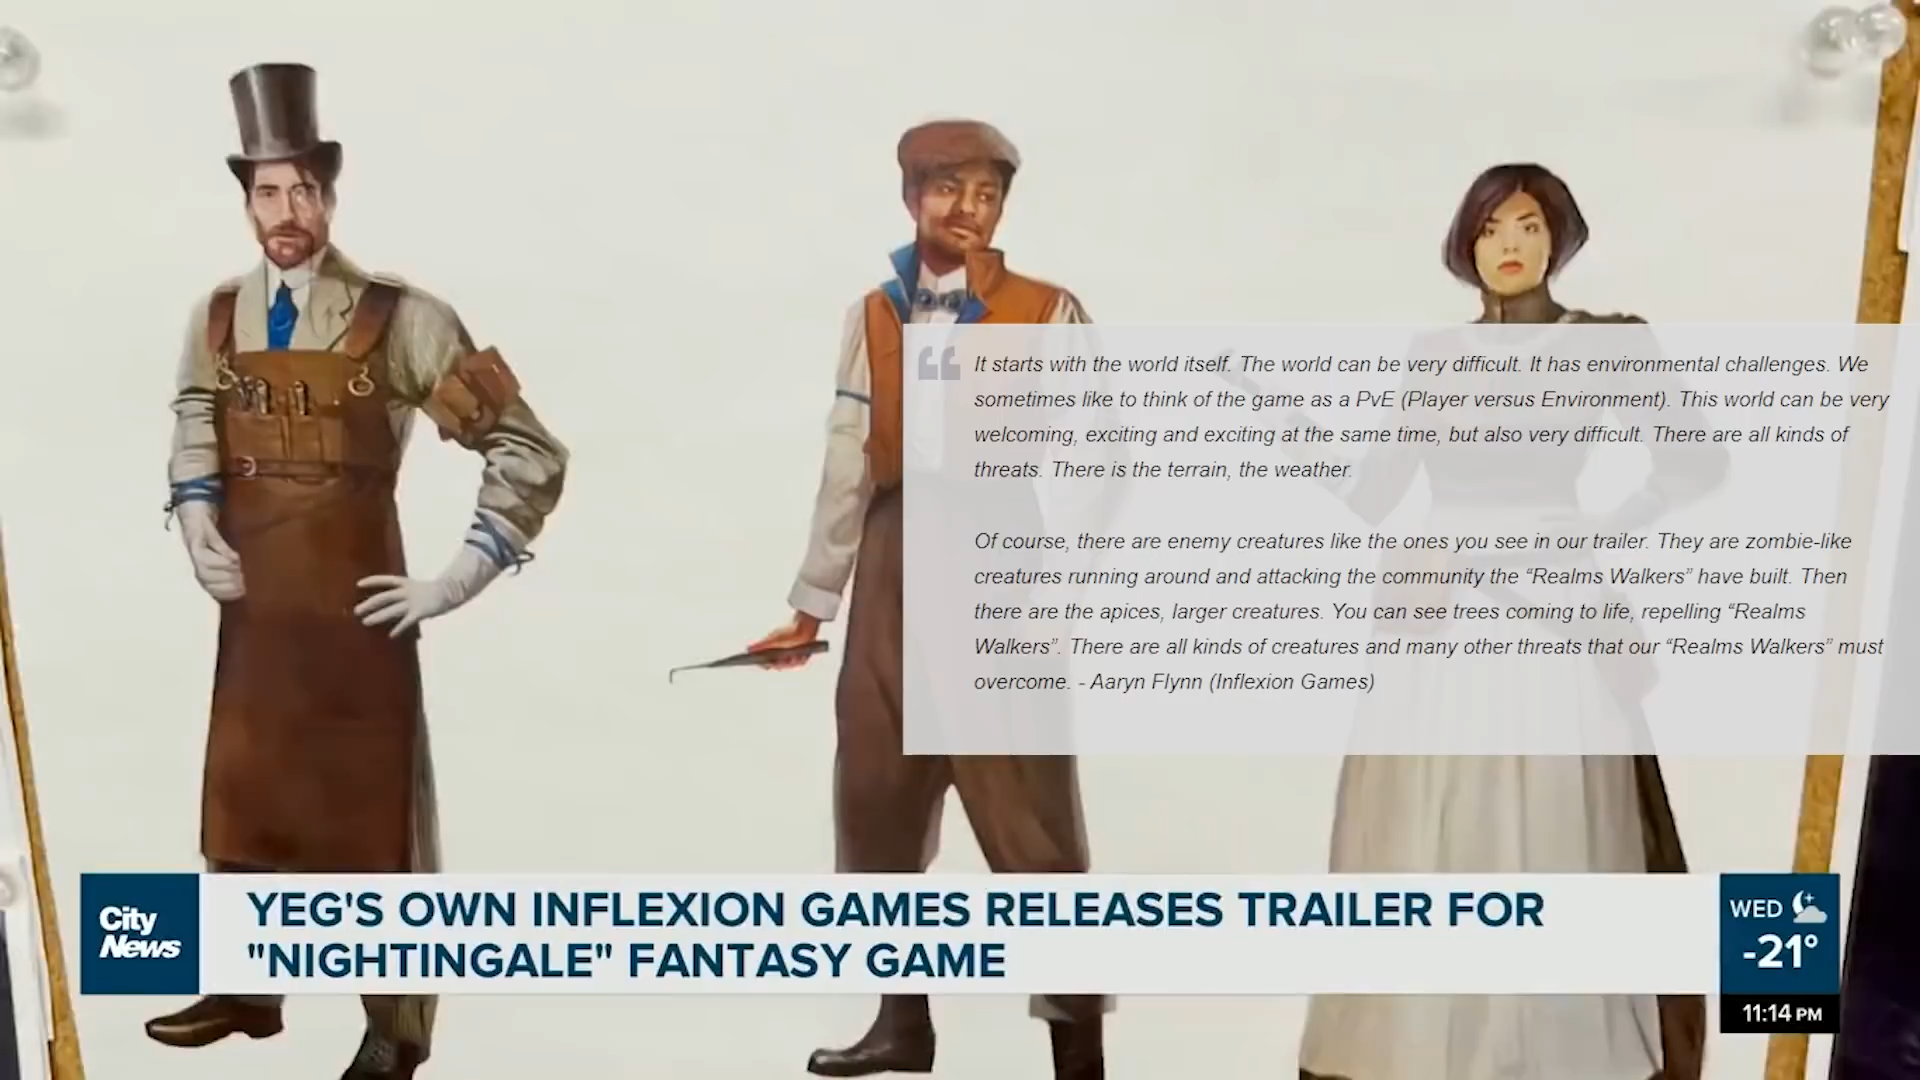 It starts with the world itself. The world can be very difficult. It has environmental challenges. We
sometimes like to think of the game as a PvE (Player versus Environment). This world can be very
welcoming, exciting and exciting at the same time, but also very difficult. There are all kinds of
threats. There is the terrain, the weather.
Of course, there are enemy creatures like the ones you see in our trailer. They are zombie-like
creatures running around and attacking the community the “Realms Walkers” have built. Then
there are the apices, larger creatures. You can see trees coming to life, repelling “Realms
Walkers”. There are all kinds of creatures and many other threats that our “Realms Walkers” must
overcome. - Aaryn Flynn (Inflexion Games)
City
News
YEG'S OWN INFLEXION GAMES RELEASES TRAILER FOR
"NIGHTINGALE" FANTASY GAME
WED
-21°
11:14 PM